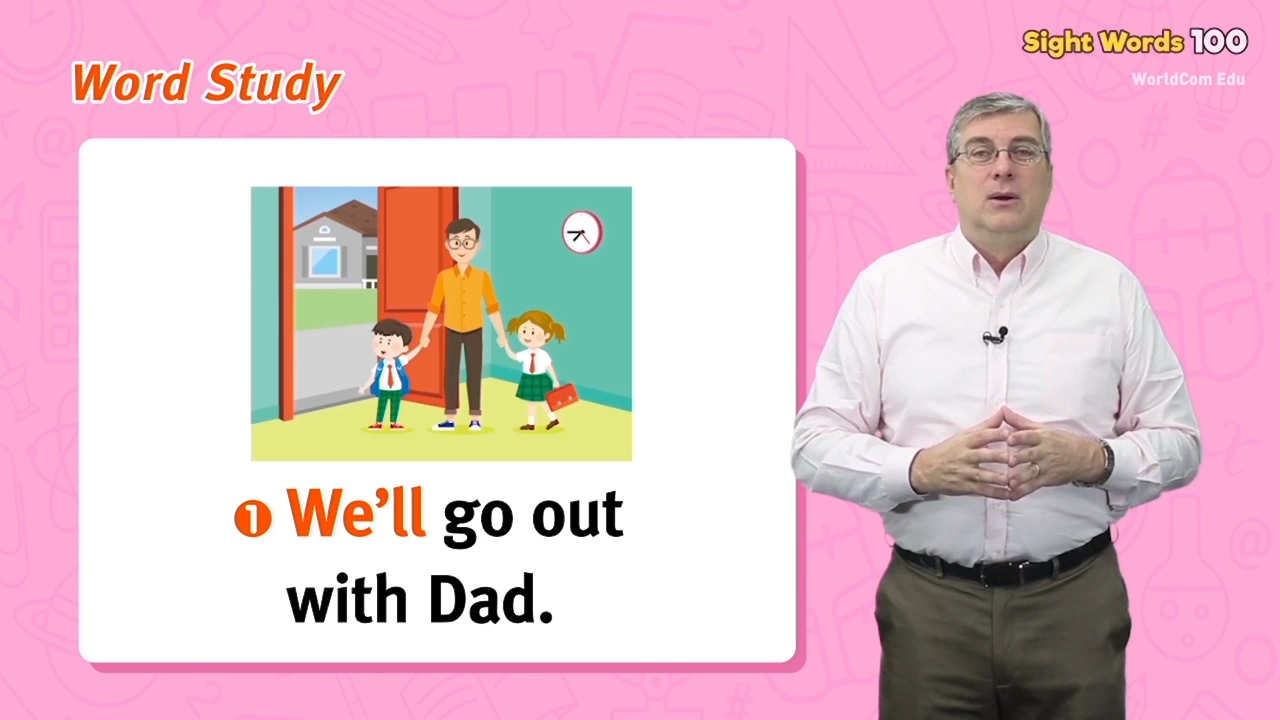 Sight Words 100
WorldCom Edu
Word Study
1 We’ll go out
with Dad.